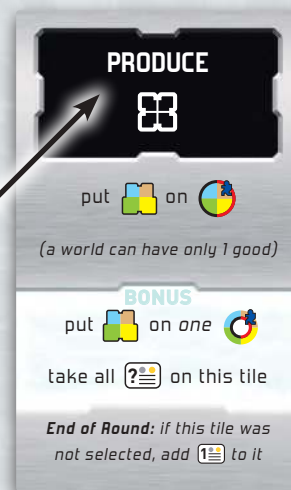 PRODUCE
put on
(a world can have only 1 good)
BONUS
put on one
take all ? on this tile
End of Round: if this tile was
not selected, add 1 to it